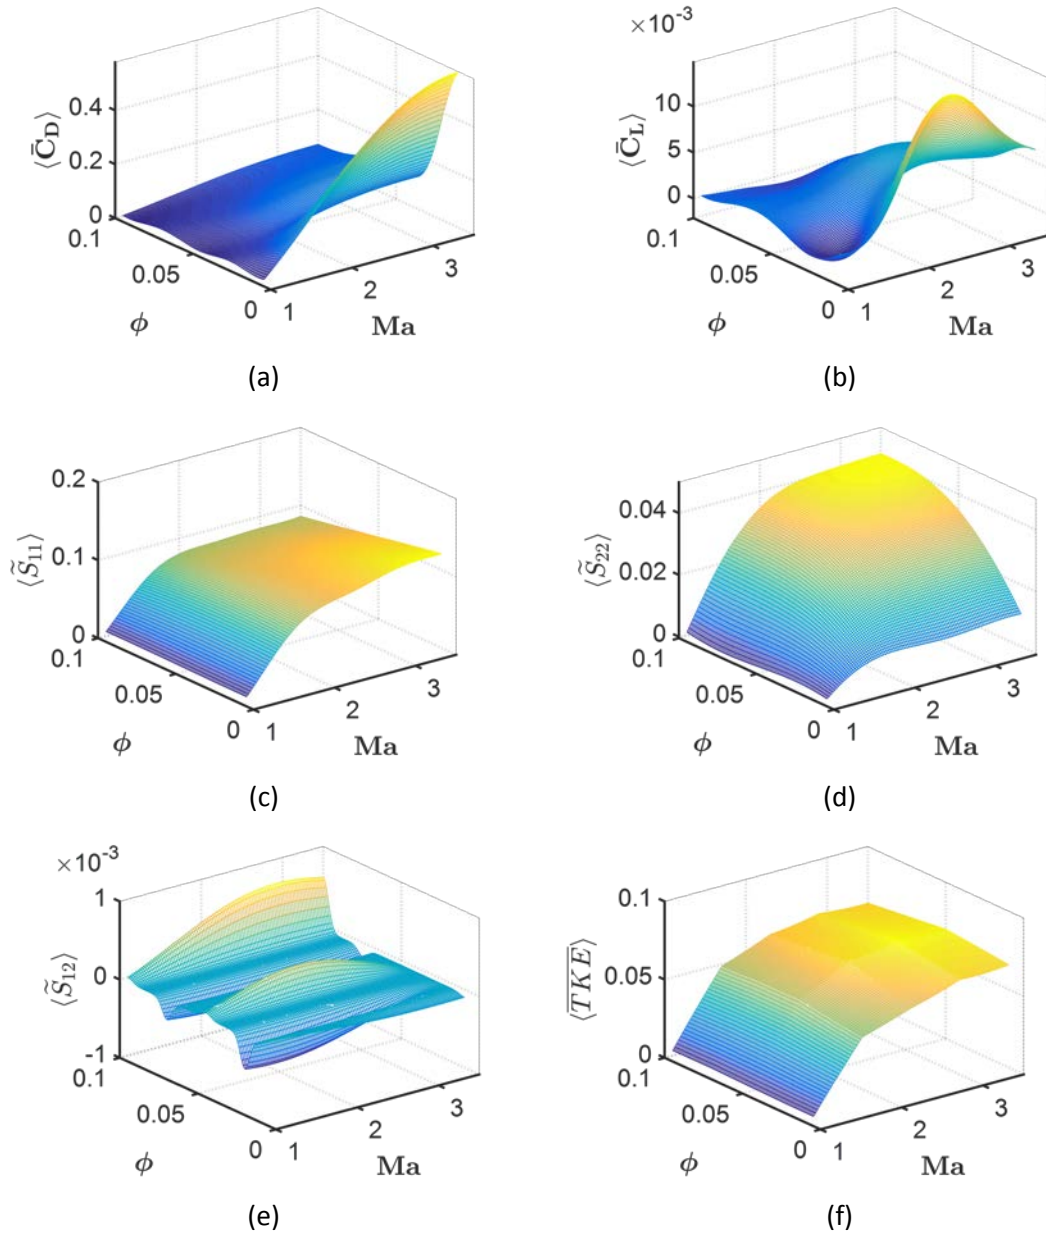 ×10⁻³
⟨C̄_D⟩
0.4
0.2
0
0.1
0.05
0
ϕ
1
2
3
Ma
(a)
⟨C̄_L⟩
10
5
0
0.1
0.05
0
ϕ
1
2
3
Ma
(b)
⟨S̃₁₁⟩
0.2
0.1
0
0.1
0.05
0
ϕ
1
2
3
Ma
(c)
⟨S̃₂₂⟩
0.04
0.02
0
0.1
0.05
0
ϕ
1
2
3
Ma
(d)
×10⁻³
⟨S̃₁₂⟩
1
0
-1
0.1
0.05
0
ϕ
1
2
3
Ma
(e)
⟨T̅K̅E̅⟩
0.1
0.05
0
0.1
0.05
0
ϕ
1
2
3
Ma
(f)